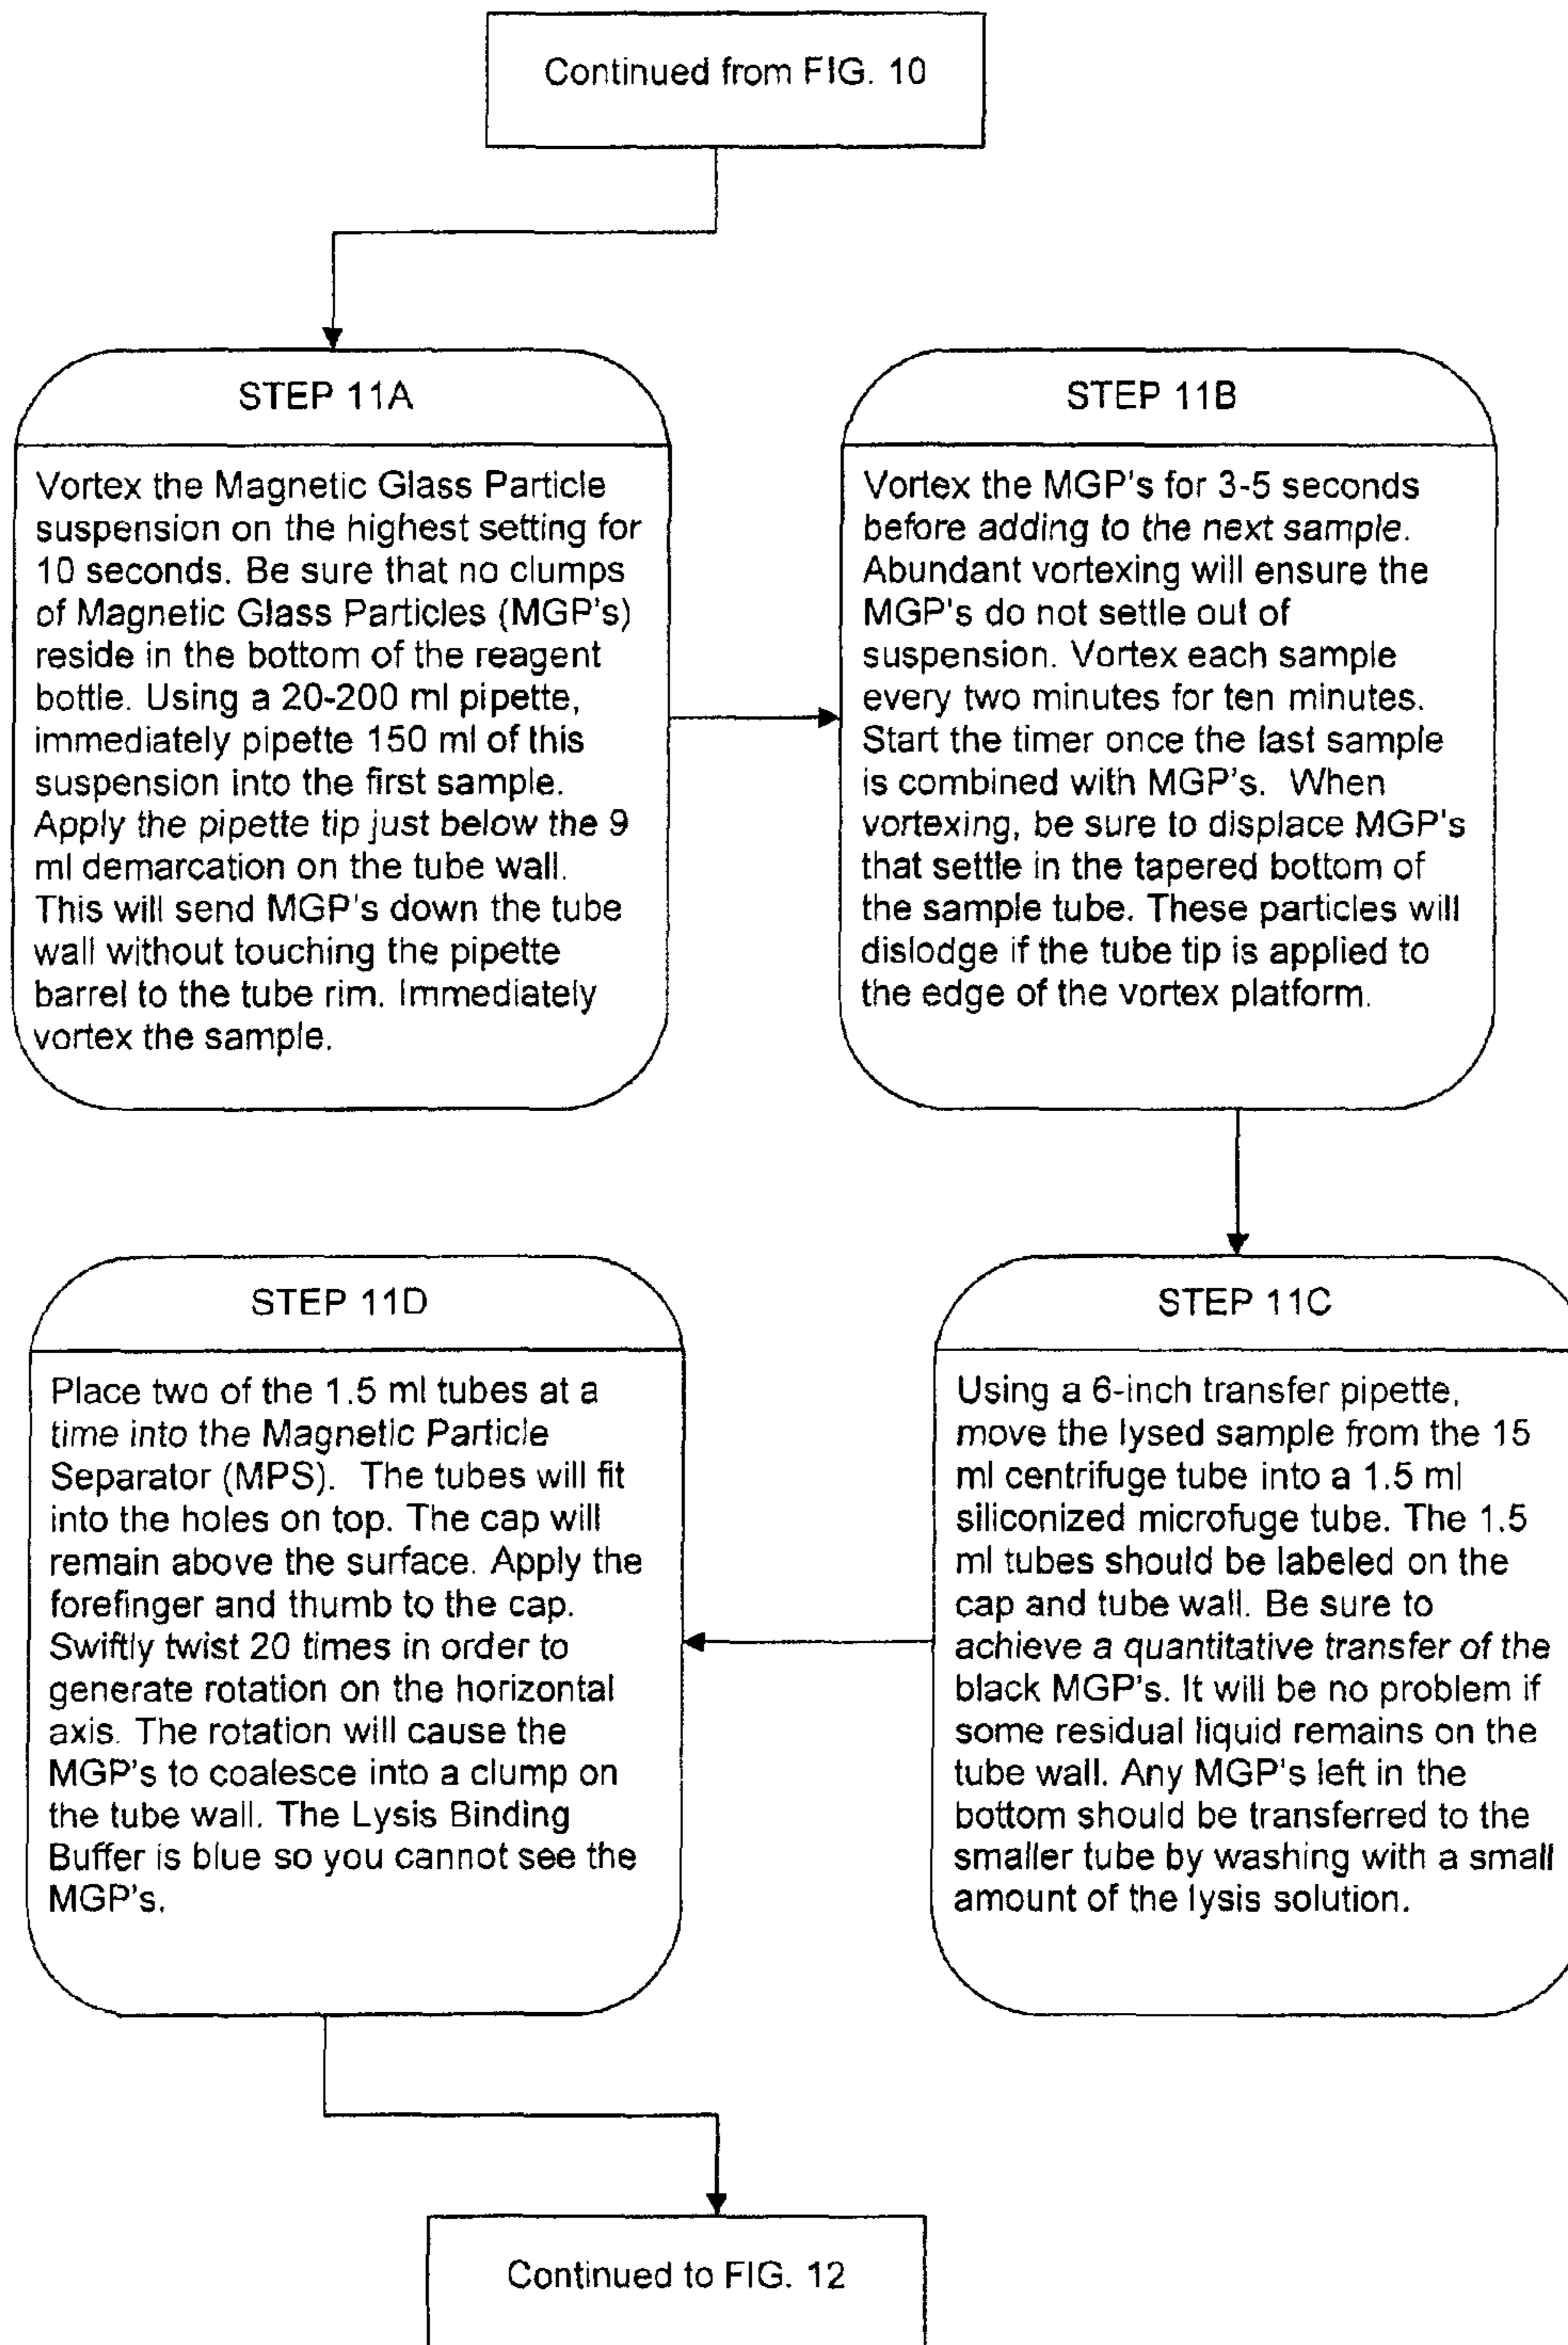 Continued from FIG. 10
STEP 11A
Vortex the Magnetic Glass Particle
suspension on the highest setting for
10 seconds. Be sure that no clumps
of Magnetic Glass Particles (MGP's)
reside in the bottom of the reagent
bottle. Using a 20-200 ml pipette,
immediately pipette 150 ml of this
suspension into the first sample.
Apply the pipette tip just below the 9
ml demarcation on the tube wall.
This will send MGP's down the tube
wall without touching the pipette
barrel to the tube rim. Immediately
vortex the sample.
STEP 11B
Vortex the MGP's for 3-5 seconds
before adding to the next sample.
Abundant vortexing will ensure the
MGP's do not settle out of
suspension. Vortex each sample
every two minutes for ten minutes.
Start the timer once the last sample
is combined with MGP's.  When
vortexing, be sure to displace MGP's
that settle in the tapered bottom of
the sample tube. These particles will
dislodge if the tube tip is applied to
the edge of the vortex platform.
STEP 11C
Using a 6-inch transfer pipette,
move the lysed sample from the 15
ml centrifuge tube into a 1.5 ml
siliconized microfuge tube. The 1.5
ml tubes should be labeled on the
cap and tube wall. Be sure to
achieve a quantitative transfer of the
black MGP's. It will be no problem if
some residual liquid remains on the
tube wall. Any MGP's left in the
bottom should be transferred to the
smaller tube by washing with a small
amount of the lysis solution.
STEP 11D
Place two of the 1.5 ml tubes at a
time into the Magnetic Particle
Separator (MPS).  The tubes will fit
into the holes on top. The cap will
remain above the surface. Apply the
forefinger and thumb to the cap.
Swiftly twist 20 times in order to
generate rotation on the horizontal
axis. The rotation will cause the
MGP's to coalesce into a clump on
the tube wall. The Lysis Binding
Buffer is blue so you cannot see the
MGP's.
Continued to FIG. 12